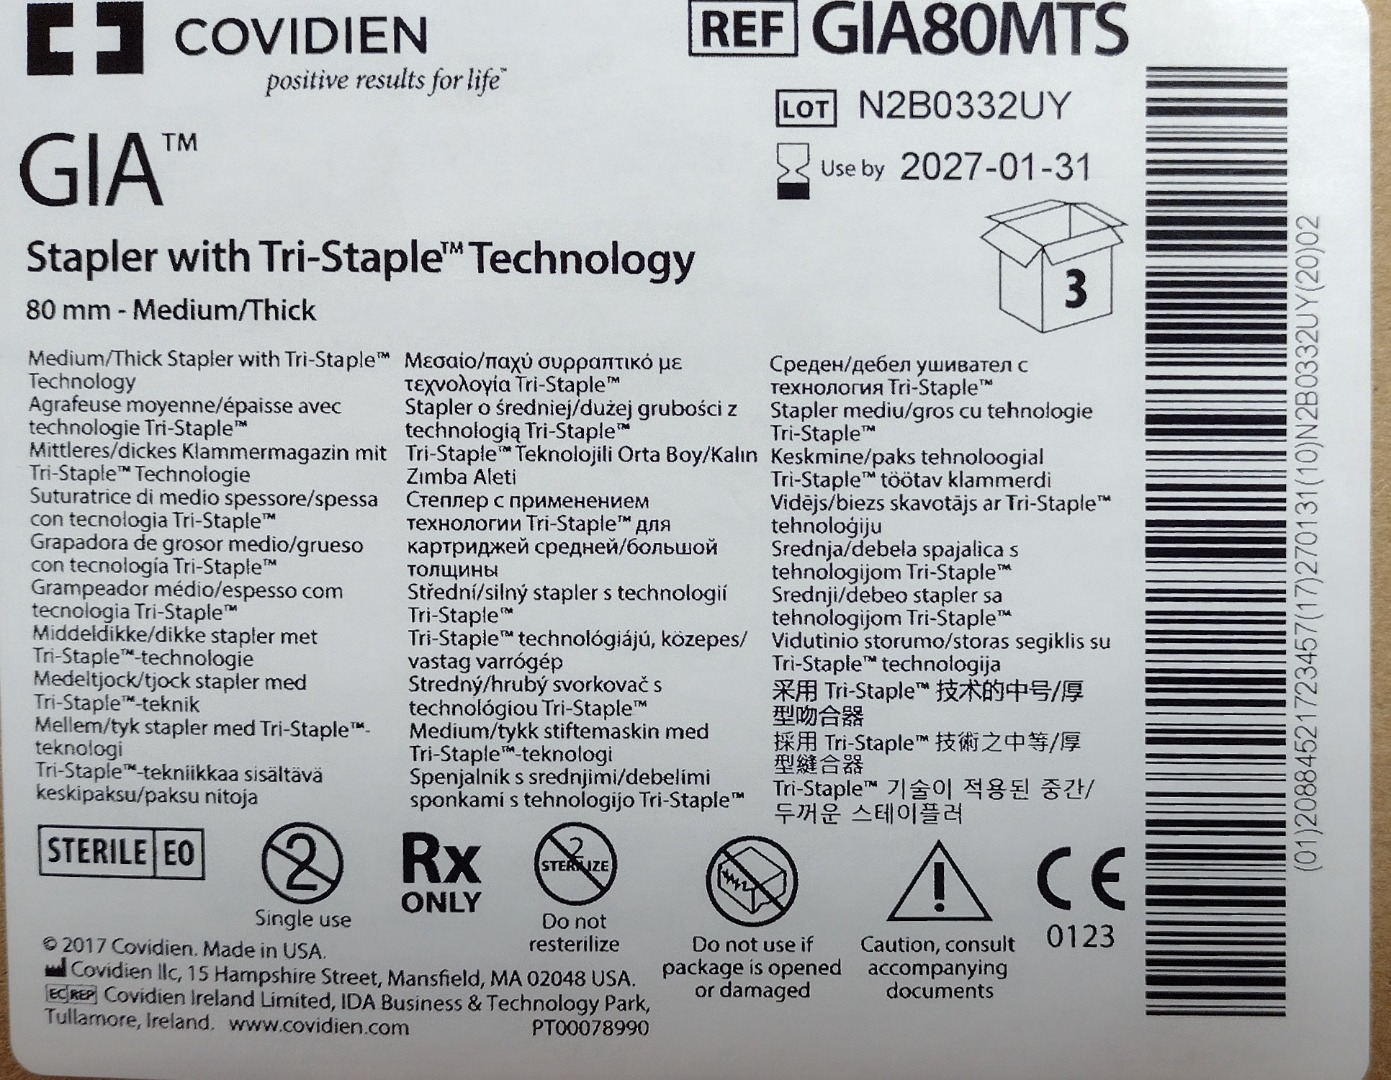 COVIDIEN
positive results for life™
REF GIA80MTS
LOT N2B0332UY
Use by 2027-01-31
GIA™
Stapler with Tri-Staple™ Technology
80 mm - Medium/Thick
3
Medium/Thick Stapler with Tri-Staple™
Technology
Agrafeuse moyenne/épaisse avec
technologie Tri-Staple™
Mittleres/dickes Klammermagazin mit
Tri-Staple™ Technologie
Suturatrice di medio spessore/spessa
con tecnologia Tri-Staple™
Grapadora de grosor medio/grueso
con tecnología Tri-Staple™
Grampeador médio/espesso com
tecnologia Tri-Staple™
Middeldikke/dikke stapler met
Tri-Staple™-technologie
Medeltjock/tjock stapler med
Tri-Staple™-teknik
Mellem/tyk stapler med Tri-Staple™-
teknologi
Tri-Staple™-tekniikkaa sisältävä
keskipaksu/paksu nitoja
Μεσαίο/παχύ συρραπτικό με
τεχνολογία Tri-Staple™
Stapler o średniej/dużej grubości z
technologią Tri-Staple™
Tri-Staple™ Teknolojili Orta Boy/Kalın
Zımba Aleti
Степлер с применением
технологии Tri-Staple™ для
картриджей средней/большой
толщины
Střední/silný stapler s technologií
Tri-Staple™
Tri-Staple™ technológiájú, közepes/
vastag varrógép
Stredný/hrubý svorkovač s
technológiou Tri-Staple™
Medium/tykk stiftemaskin med
Tri-Staple™-teknologi
Spenjalnik s srednjimi/debelimi
sponkami s tehnologijo Tri-Staple™
Среден/дебел ушивател с
технология Tri-Staple™
Stapler mediu/gros cu tehnologie
Tri-Staple™
Keskmine/paks tehnoloogial
Tri-Staple™ töötav klammerdi
Vidējs/biezs skavotājs ar Tri-Staple™
tehnoloģiju
Srednja/debela spajalica s
tehnologijom Tri-Staple™
Srednji/debeo stapler sa
tehnologijom Tri-Staple™
Vidutinio storumo/storas segiklis su
Tri-Staple™ technologija
采用 Tri-Staple™ 技术的中号/厚
型吻合器
採用 Tri-Staple™ 技術之中等/厚
型縫合器
Tri-Staple™ 기술이 적용된 중간/
두꺼운 스테이플러
(01)20884521723457(17)270131(10)N2B0332UY(20)02
STERILE EO
2
Single use
Rx
ONLY
2
STERILIZE
Do not
resterilize
Do not use if
package is opened
or damaged
!
Caution, consult
accompanying
documents
CE
0123
© 2017 Covidien. Made in USA.
Covidien llc, 15 Hampshire Street, Mansfield, MA 02048 USA.
EC REP Covidien Ireland Limited, IDA Business & Technology Park,
Tullamore, Ireland. www.covidien.com PT00078990